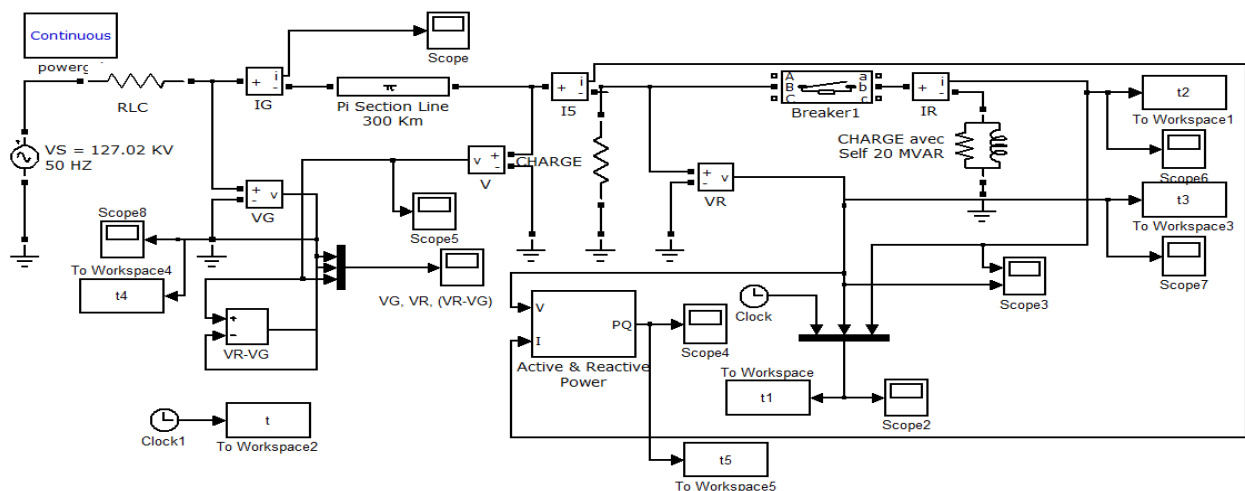 Continuous
powerg
RLC
VS = 127.02 KV
50 HZ
+
i
-
IG
Scope
π
Pi Section Line
300 Km
+
i
-
I5
CHARGE
A
B
C
a
b
c
Breaker1
+
i
-
IR
CHARGE avec
Self 20 MVAR
t2
To Workspace1
Scope6
t3
To Workspace3
Scope7
+
-
v
VG
v
+
-
V
Scope5
+
-
v
VR
Scope8
To Workspace4
t4
VG, VR, (VR-VG)
+
-
VR-VG
V
I
PQ
Active & Reactive
Power
Scope4
Clock
Scope3
To Workspace
t1
Scope2
Clock1
t
To Workspace2
t5
To Workspace5